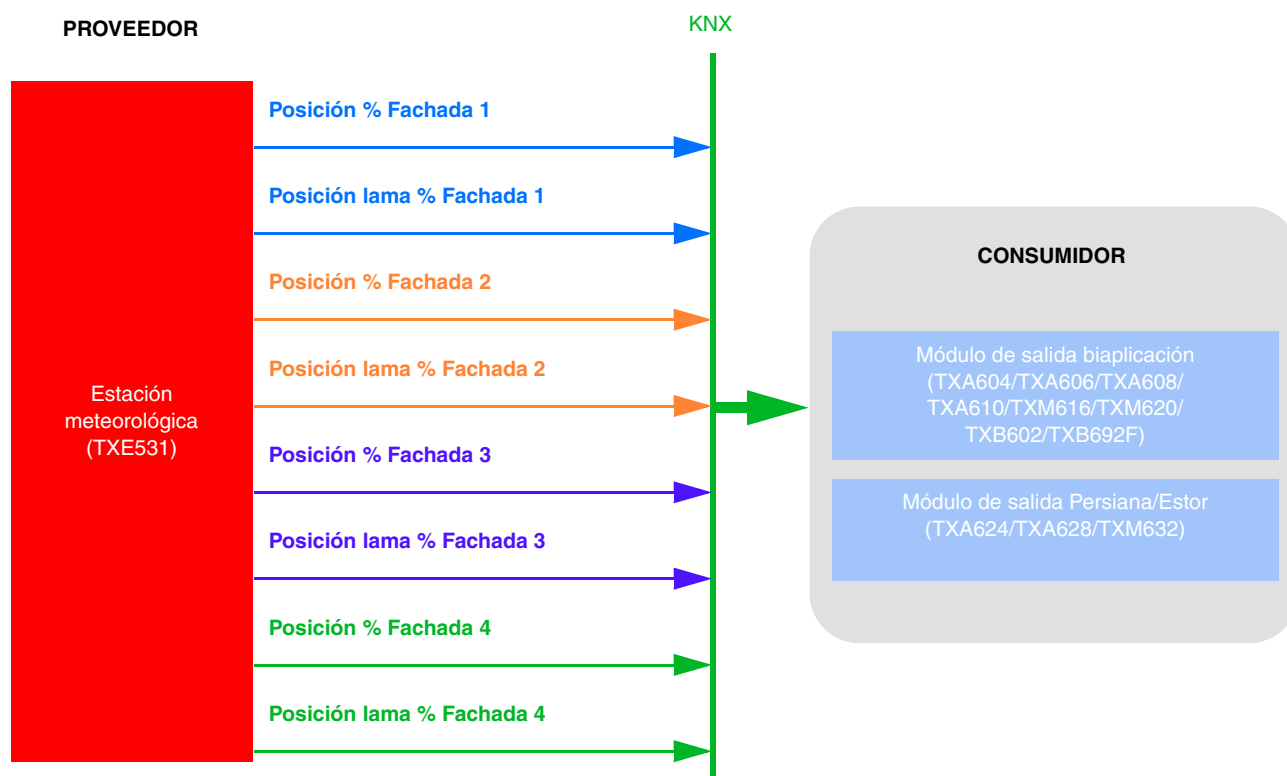 PROVEEDOR
KNX
Estación
meteorológica
(TXE531)
Posición % Fachada 1
Posición lama % Fachada 1
Posición % Fachada 2
Posición lama % Fachada 2
Posición % Fachada 3
Posición lama % Fachada 3
Posición % Fachada 4
Posición lama % Fachada 4
CONSUMIDOR
Módulo de salida biaplicación
(TXA604/TXA606/TXA608/
TXA610/TXM616/TXM620/
TXB602/TXB692F)
Módulo de salida Persiana/Estor
(TXA624/TXA628/TXM632)